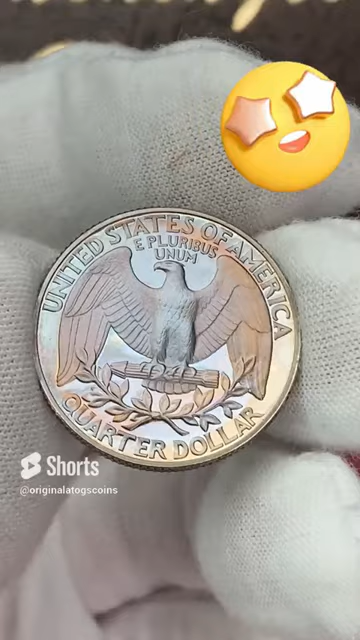 UNITED STATES OF AMERICA
E PLURIBUS
UNUM
QUARTER DOLLAR
Shorts
@originalatogscoins